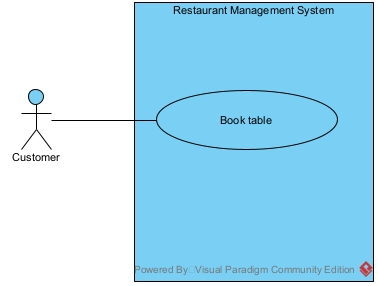 Restaurant Management System
Book table
Customer
Powered By Visual Paradigm Community Edition